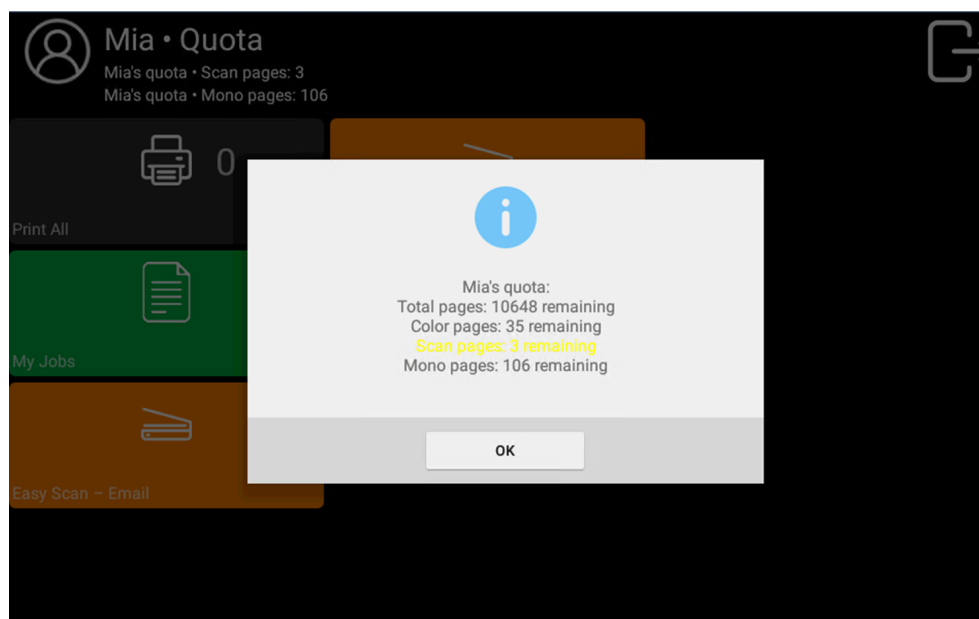 Mia • Quota
Mia's quota • Scan pages: 3
Mia's quota • Mono pages: 106
0
Print All
My Jobs
Easy Scan – Email
Mia's quota:
Total pages: 10648 remaining
Color pages: 35 remaining
Scan pages: 3 remaining
Mono pages: 106 remaining
OK